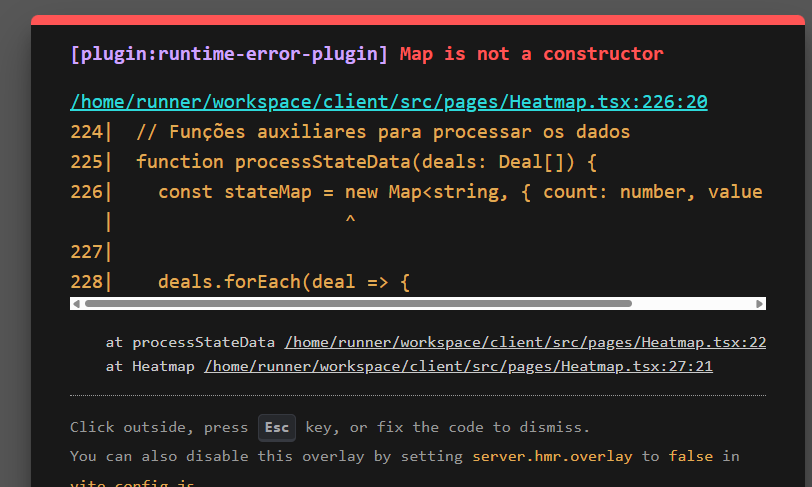 [plugin:runtime-error-plugin] Map is not a constructor
/home/runner/workspace/client/src/pages/Heatmap.tsx:226:20
224|  // Funções auxiliares para processar os dados
225|  function processStateData(deals: Deal[]) {
226|    const stateMap = new Map<string, { count: number, value
   |                     ^
227|
228|    deals.forEach(deal => {
at processStateData /home/runner/workspace/client/src/pages/Heatmap.tsx:22
at Heatmap /home/runner/workspace/client/src/pages/Heatmap.tsx:27:21
Click outside, press Esc key, or fix the code to dismiss.
You can also disable this overlay by setting server.hmr.overlay to false in
vite.config.js